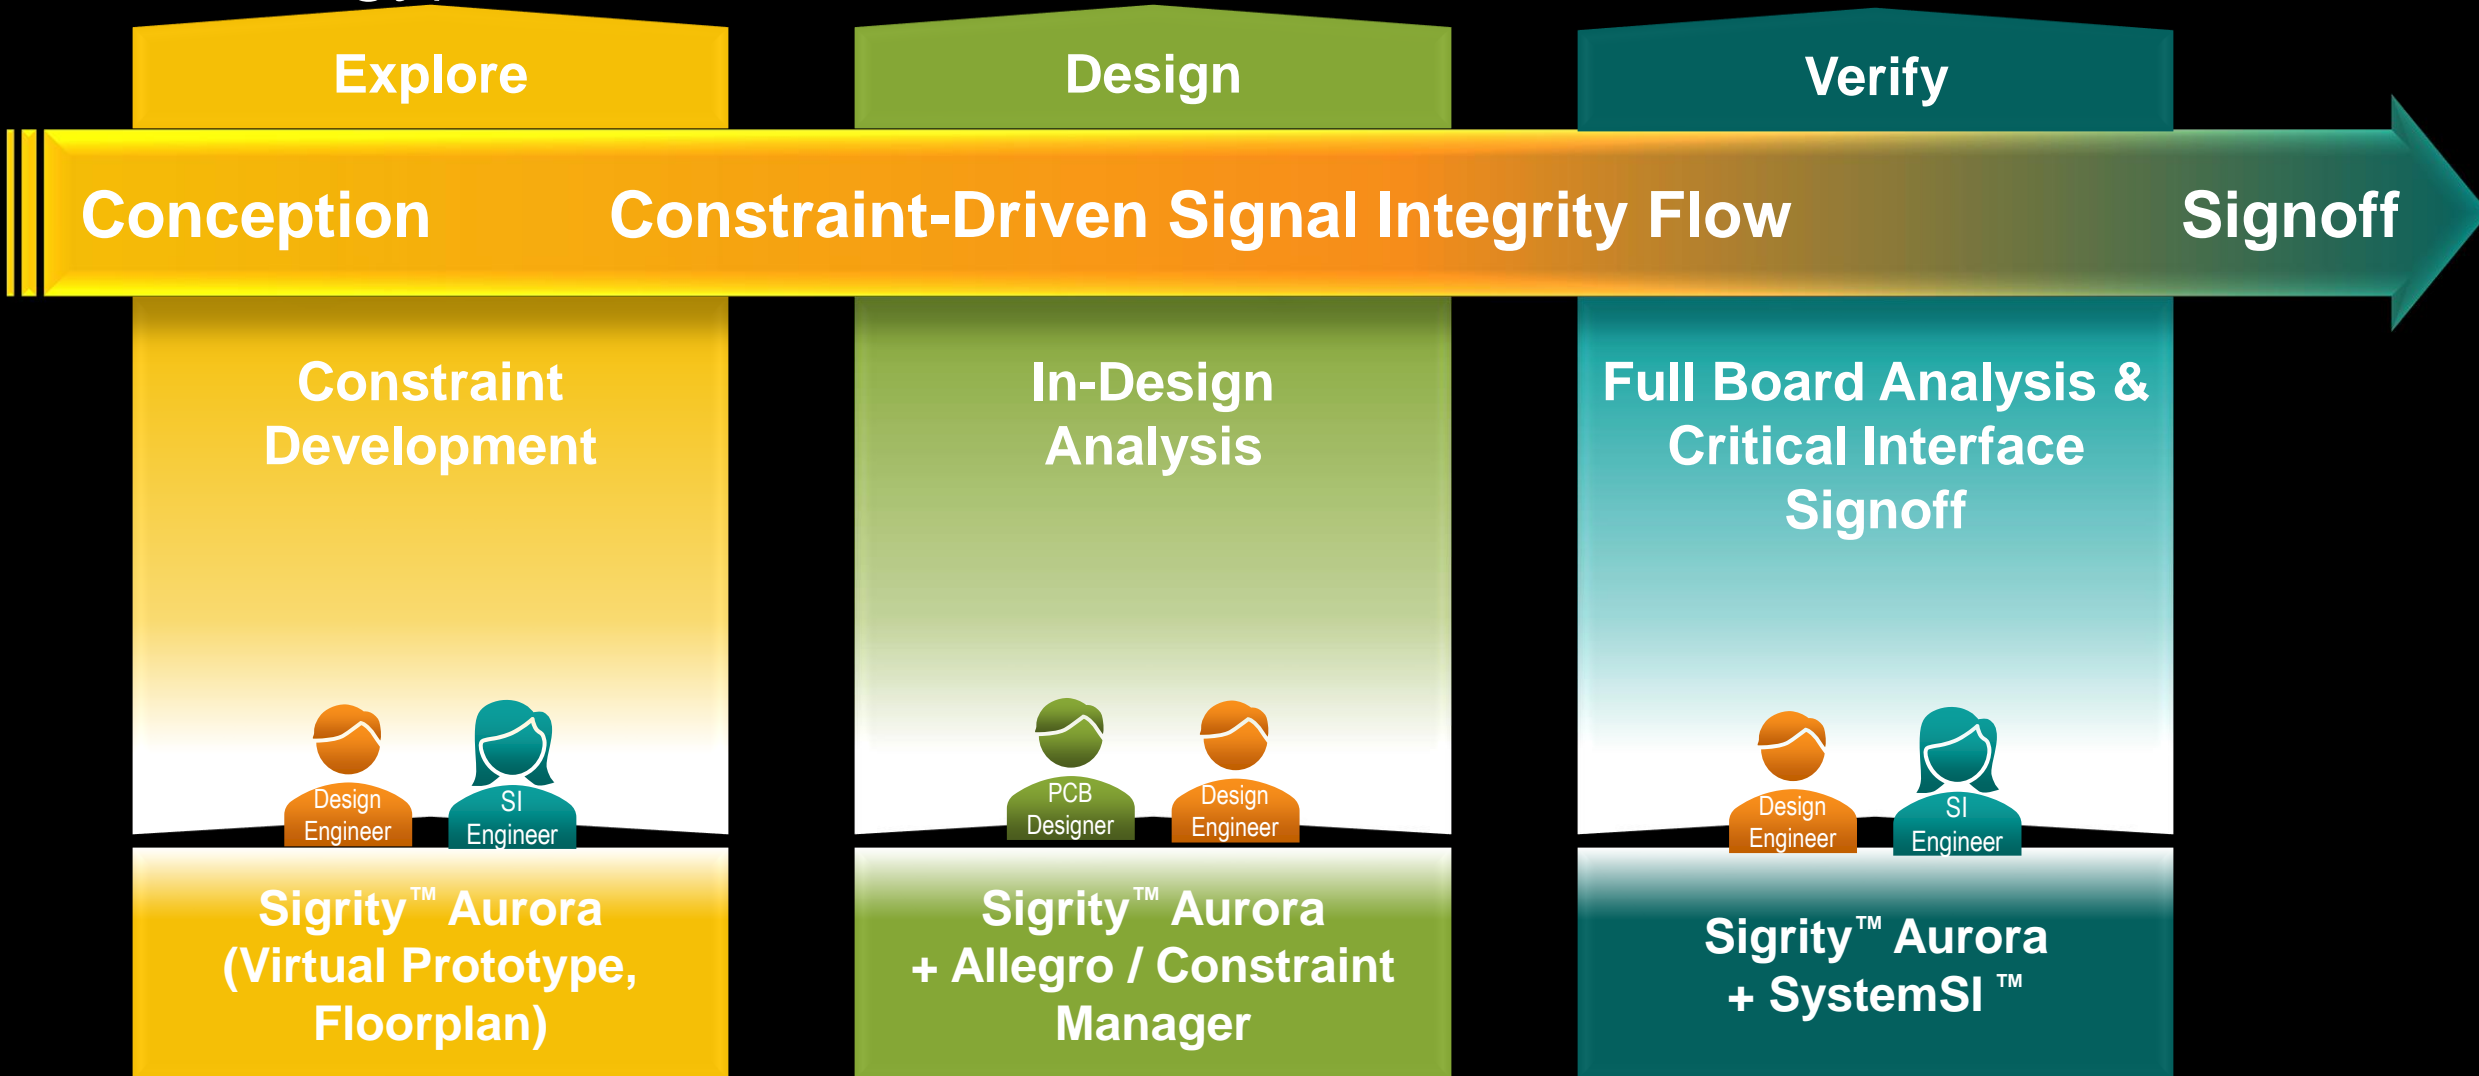 Explore
Design
Verify
Conception
Constraint-Driven Signal Integrity Flow
Signoff
Constraint
Development
In-Design
Analysis
Full Board Analysis &
Critical Interface
Signoff
Design
Engineer
SI
Engineer
PCB
Designer
Design
Engineer
Design
Engineer
SI
Engineer
Sigrity™ Aurora
(Virtual Prototype,
Floorplan)
Sigrity™ Aurora
+ Allegro / Constraint
Manager
Sigrity™ Aurora
+ SystemSI ™